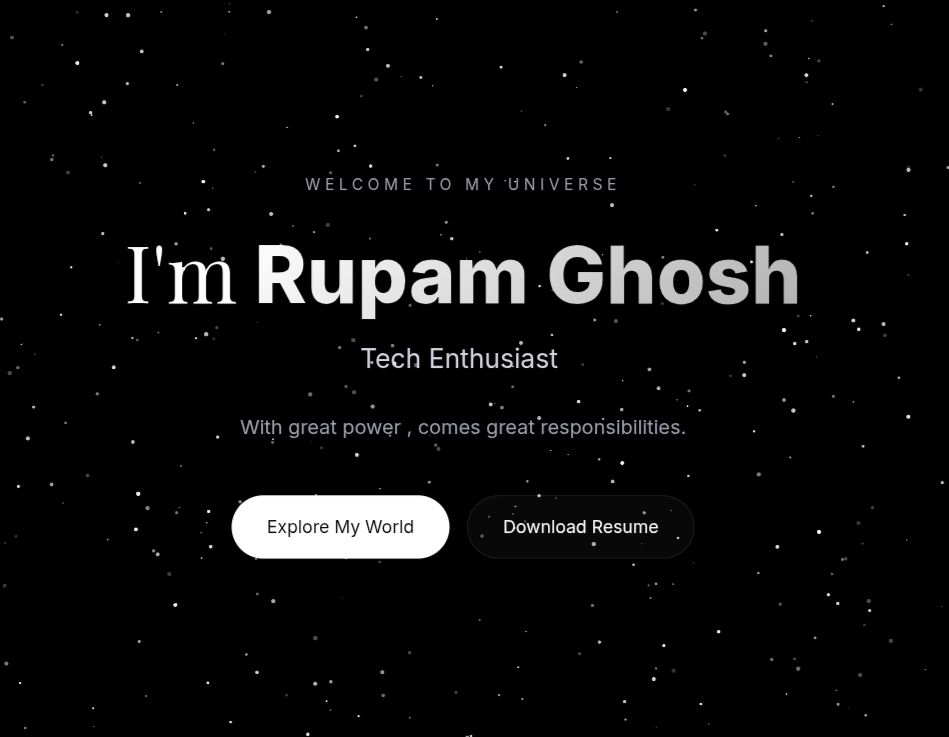 WELCOME TO MY UNIVERSE
I'm Rupam Ghosh
Tech Enthusiast
With great power , comes great responsibilities.
Explore My World
Download Resume